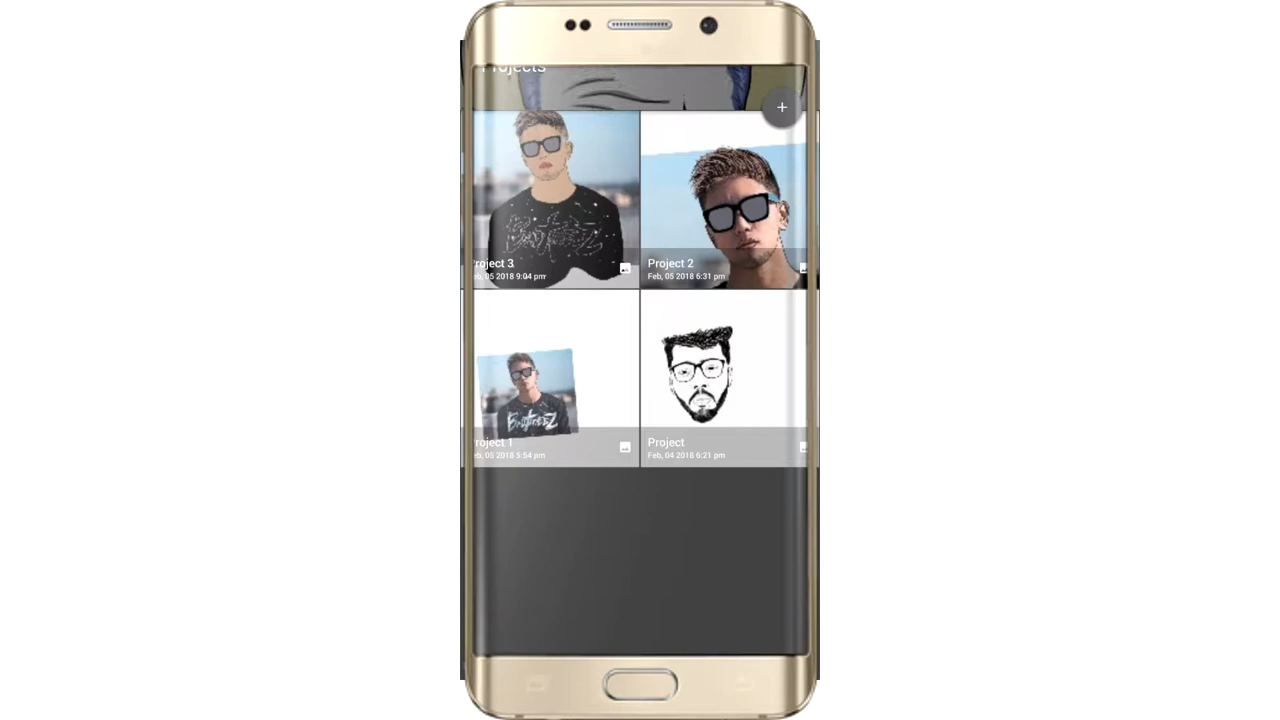 Projects
Project 3
Feb, 05 2018 9:04 pm
Project 2
Feb, 05 2018 6:31 pm
Project 1
Feb, 05 2018 3:54 pm
Project
Feb, 04 2018 6:21 pm